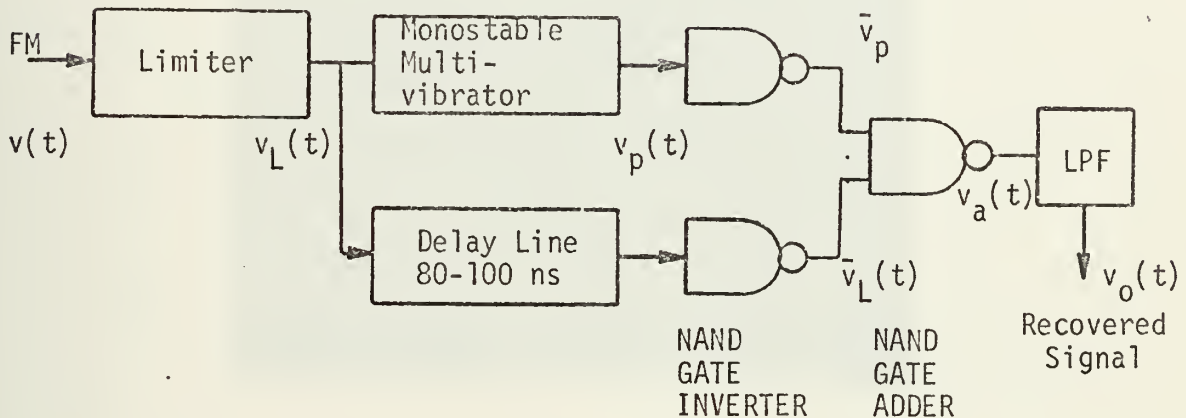 FM
v(t)
Limiter
v_L(t)
Monostable
Multi-
vibrator
v_p(t)
v̄_p
Delay Line
80-100 ns
v̄_L(t)
NAND
GATE
INVERTER
NAND
GATE
ADDER
v_a(t)
LPF
v_o(t)
Recovered
Signal